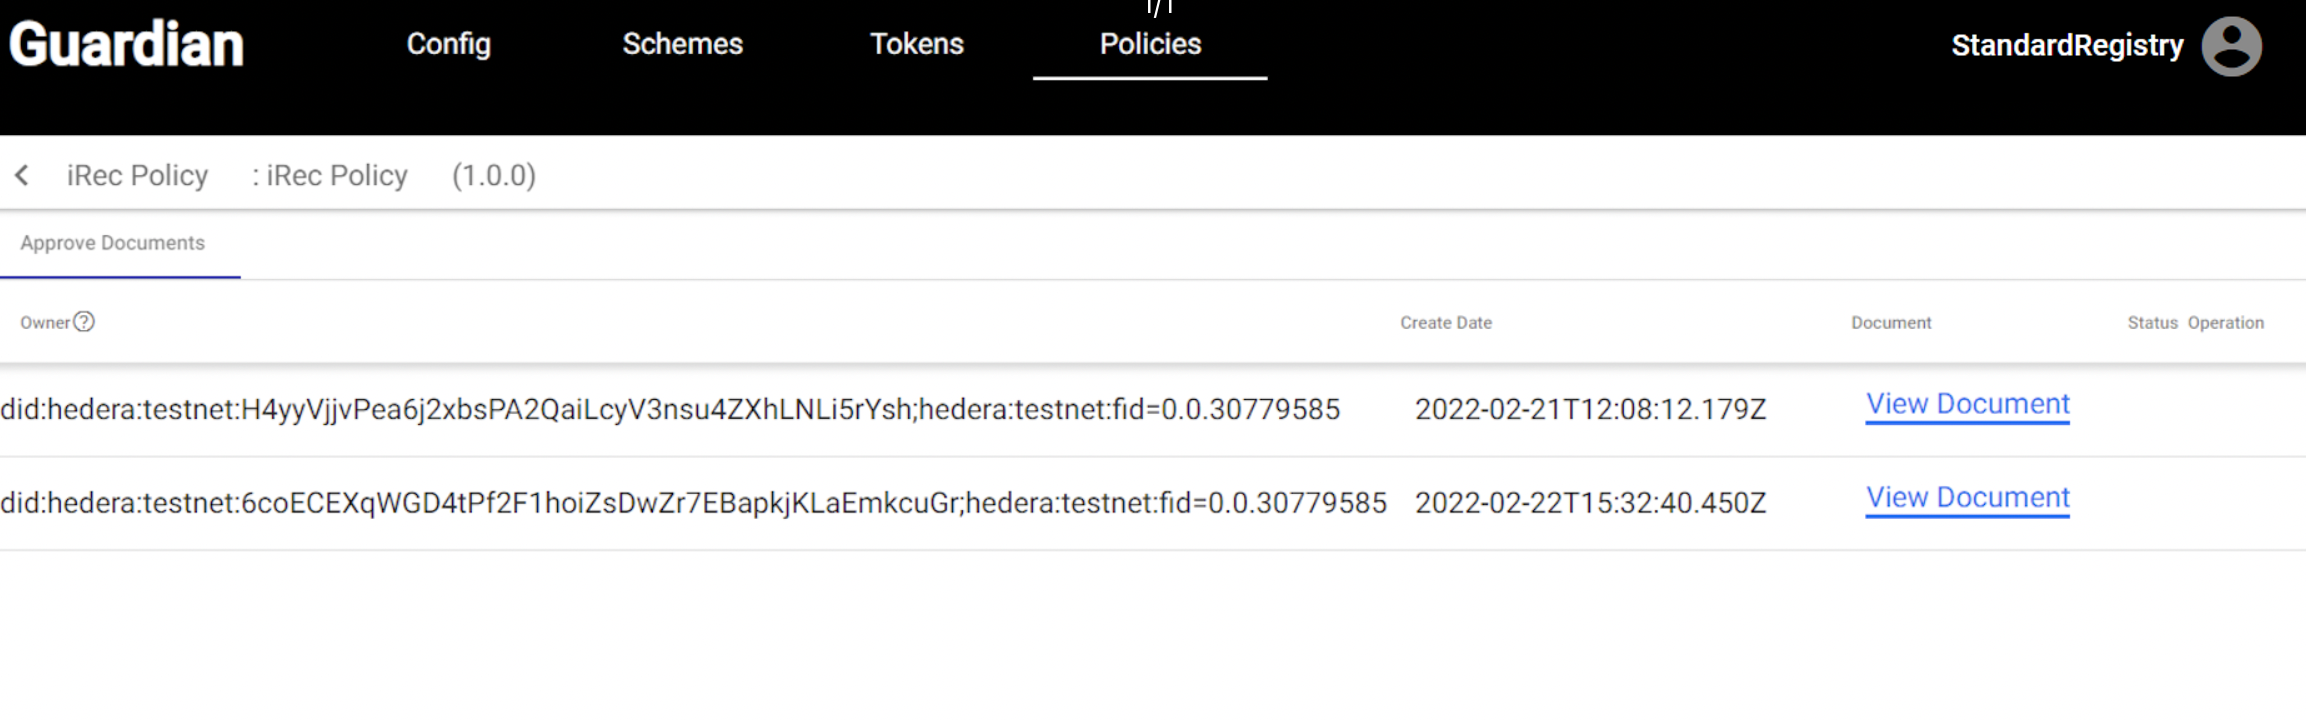 Guardian Config Schemes Tokens Policies StandardRegistry
iRec Policy : iRec Policy (1.0.0)
Approve Documents
Owner? Create Date Document Status Operation
did:hedera:testnet:H4yyVjjvPea6j2xbsPA2QaiLcyV3nsu4ZXhLNLi5rYsh;hedera:testnet:fid=0.0.30779585 2022-02-21T12:08:12.179Z View Document
did:hedera:testnet:6coECEXqWGD4tPf2F1hoiZsDwZr7EBapkjKLaEmkcuGr;hedera:testnet:fid=0.0.30779585 2022-02-22T15:32:40.450Z View Document